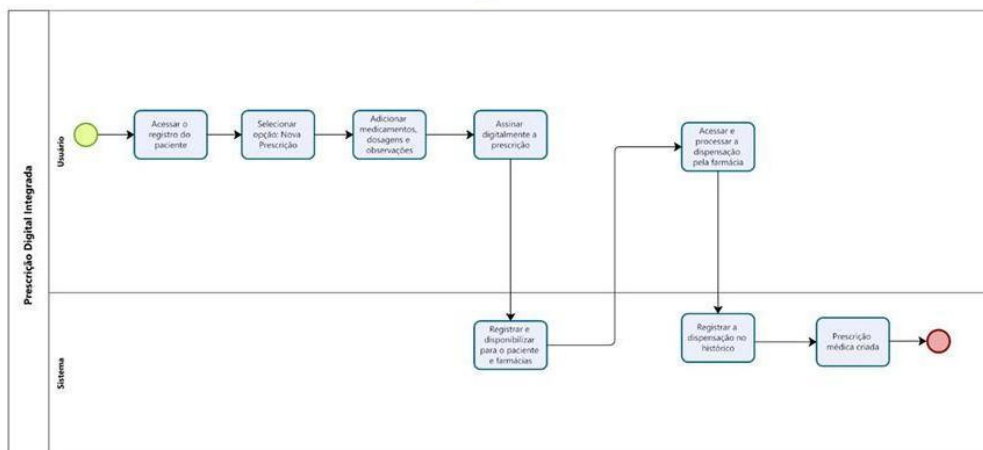 Prescrição Digital Integrada
Usuário
Acessar o
registro do
paciente
Selecionar
opção: Nova
Prescrição
Adicionar
medicamentos,
dosagens e
observações
Assinar
digitalmente a
prescrição
Acessar e
processar a
dispensação
pela farmácia
Sistema
Registrar e
disponibilizar
para o paciente
e farmácias
Registrar a
dispensação no
histórico
Prescrição
médica criada